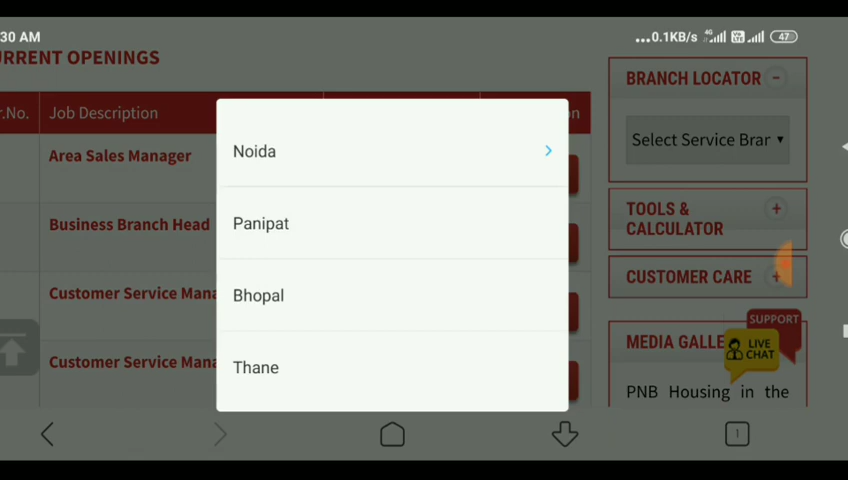 30 AM
...0.1KB/s 4G 47
URRENT OPENINGS
r.No. Job Description on
Area Sales Manager
Business Branch Head
Customer Service Mana
Customer Service Mana
Noida
Panipat
Bhopal
Thane
BRANCH LOCATOR
Select Service Brar
TOOLS &
CALCULATOR
CUSTOMER CARE
MEDIA GALLE
SUPPORT
LIVE
CHAT
PNB Housing in the
1